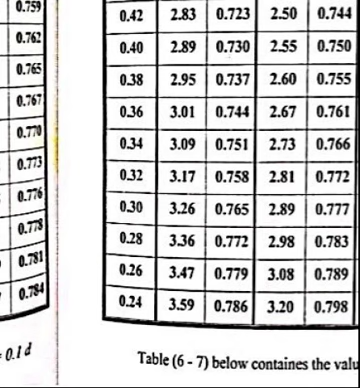 0.759
0.762
0.765
0.767
0.770
0.773
0.776
0.778
0.781
0.784
= 0.1 d
0.42 2.83 0.723 2.50 0.744
0.40 2.89 0.730 2.55 0.750
0.38 2.95 0.737 2.60 0.755
0.36 3.01 0.744 2.67 0.761
0.34 3.09 0.751 2.73 0.766
0.32 3.17 0.758 2.81 0.772
0.30 3.26 0.765 2.89 0.777
0.28 3.36 0.772 2.98 0.783
0.26 3.47 0.779 3.08 0.789
0.24 3.59 0.786 3.20 0.798
Table (6 - 7) below containes the valu